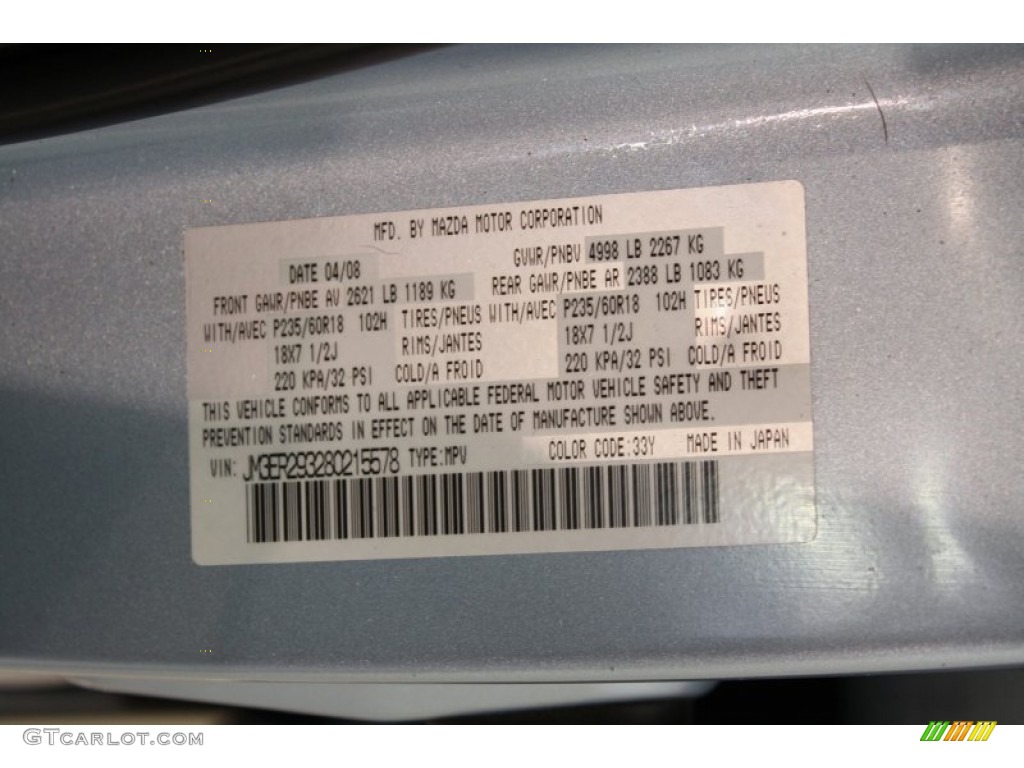 MFD. BY MAZDA MOTOR CORPORATION
DATE 04/08 GVWR/PNBV 4998 LB 2267 KG
FRONT GAWR/PNBE AV 2621 LB 1189 KG REAR GAWR/PNBE AR 2388 LB 1083 KG
WITH/AVEC P235/60R18 102H TIRES/PNEUS WITH/AVEC P235/60R18 102H TIRES/PNEUS
18X7 1/2J RIMS/JANTES 18X7 1/2J RIMS/JANTES
220 KPA/32 PSI COLD/A FROID 220 KPA/32 PSI COLD/A FROID
THIS VEHICLE CONFORMS TO ALL APPLICABLE FEDERAL MOTOR VEHICLE SAFETY AND THEFT
PREVENTION STANDARDS IN EFFECT ON THE DATE OF MANUFACTURE SHOWN ABOVE.
VIN: JM3ER293280215578 TYPE:MPV COLOR CODE:33Y MADE IN JAPAN
GTCarlot.com